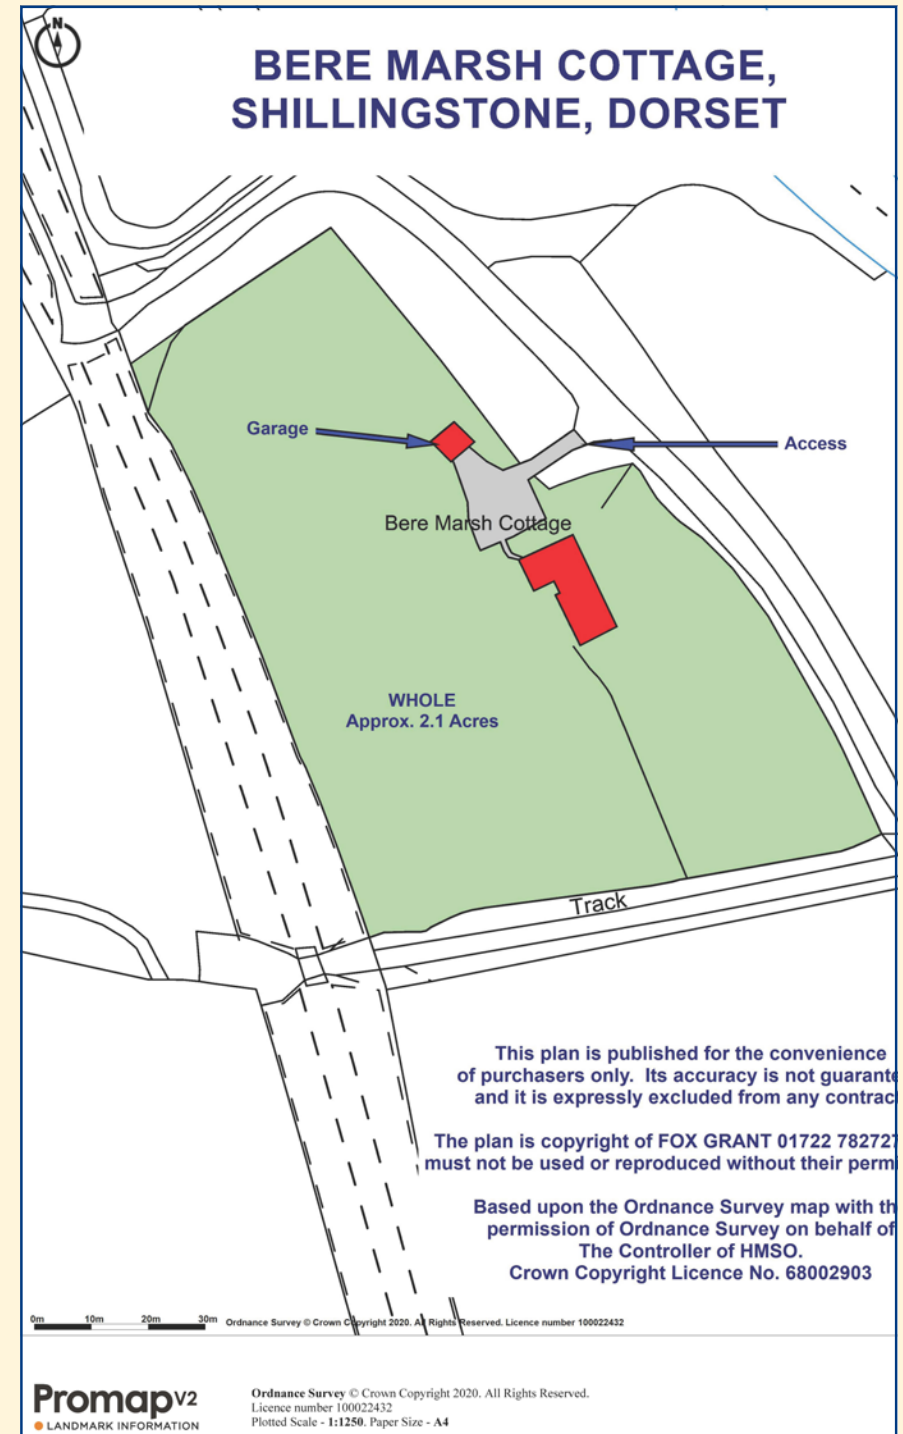 N
BERE MARSH COTTAGE,
SHILLINGSTONE, DORSET
Garage
Access
Bere Marsh Cottage
WHOLE
Approx. 2.1 Acres
Track
This plan is published for the convenience
of purchasers only. Its accuracy is not guarante
and it is expressly excluded from any contrac
The plan is copyright of FOX GRANT 01722 782727
must not be used or reproduced without their permi
Based upon the Ordnance Survey map with th
permission of Ordnance Survey on behalf of
The Controller of HMSO.
Crown Copyright Licence No. 68002903
0m 10m 20m 30m
Ordnance Survey © Crown Copyright 2020. All Rights Reserved. Licence number 100022432
Promap V2
LANDMARK INFORMATION
Ordnance Survey © Crown Copyright 2020. All Rights Reserved.
Licence number 100022432
Plotted Scale - 1:1250. Paper Size - A4